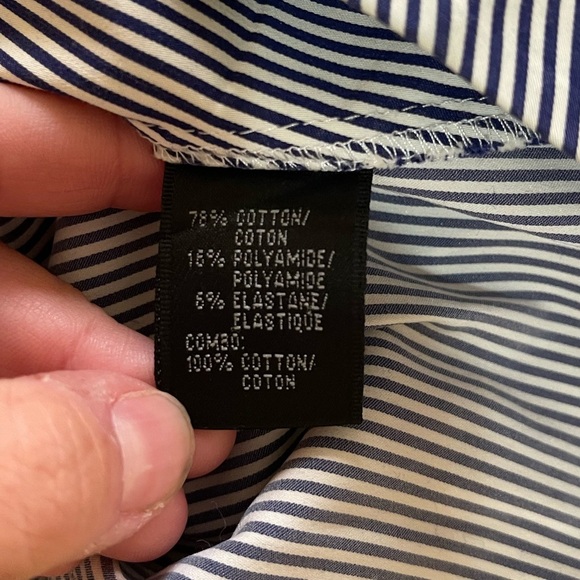 78% COTTON/
COTON
16% POLYAMIDE/
POLYAMIDE
6% ELASTANE/
ELASTIQUE
COMBO:
100% COTTON/
COTON